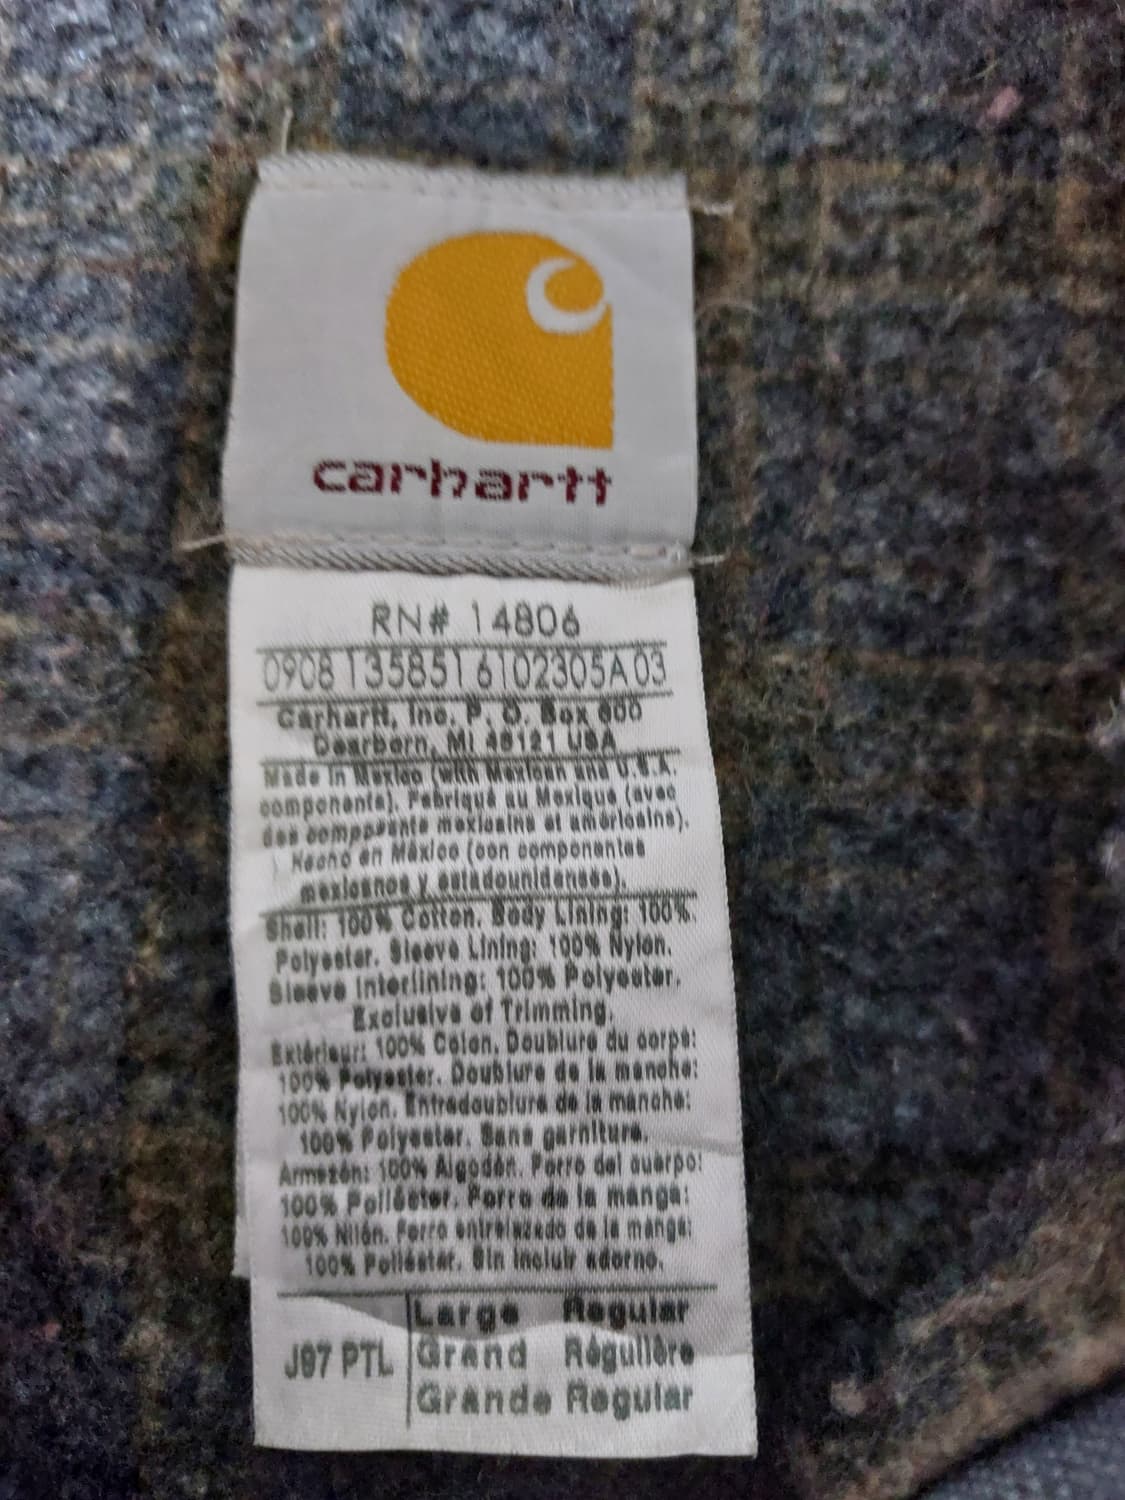 carhartt
RN# 14806
0908 1358516102305A 03
Carhartt, Inc. P. O. Box 600
Dearborn, MI 48121 USA
Made in Mexico (with Mexican and U.S.A.
components). Fabriqué au Mexique (avec
des composants mexicains et américains).
Hecho en México (con componentes
mexicanos y estadounidenses).
Shell: 100% Cotton. Body Lining: 100%
Polyester. Sleeve Lining: 100% Nylon.
Sleeve Interlining: 100% Polyester.
Exclusive of Trimming.
Extérieur: 100% Coton. Doublure du corps:
100% Polyester. Doublure de la manche:
100% Nylon. Entredoublure de la manche:
100% Polyester. Sans garniture.
Armazón: 100% Algodón. Forro del cuerpo:
100% Poliéster. Forro de la manga:
100% Nilón. Forro entrelazado de la manga:
100% Poliéster. Sin incluir adorno.
J97 PTL
Large Regular
Grand Régulière
Grande Regular